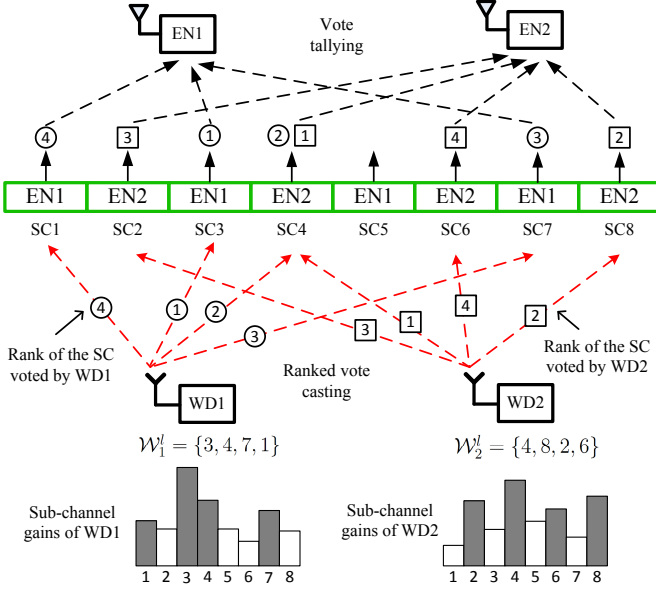 EN1
Vote
tallying
EN2
④ 3 ① ② 1 4 ③ 2
EN1 EN2 EN1 EN2 EN1 EN2 EN1 EN2
SC1 SC2 SC3 SC4 SC5 SC6 SC7 SC8
④ ① ② ③ 3 1 4 2
Rank of the SC
voted by WD1
Ranked vote
casting
Rank of the SC
voted by WD2
WD1
WD2
𝒲₁ˡ = {3, 4, 7, 1}
𝒲₂ˡ = {4, 8, 2, 6}
Sub-channel
gains of WD1
1 2 3 4 5 6 7 8
Sub-channel
gains of WD2
1 2 3 4 5 6 7 8